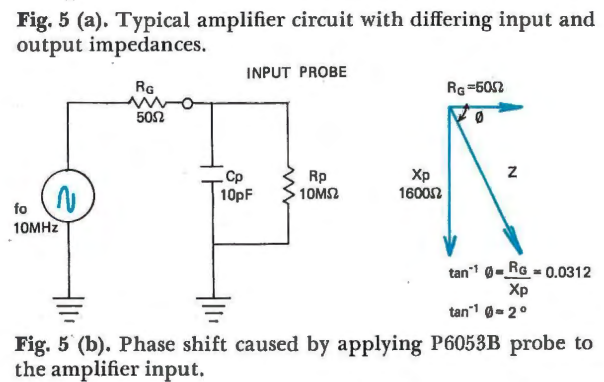 Fig. 5 (a). Typical amplifier circuit with differing input and
output impedances.
INPUT PROBE
RG
50Ω
Cp
10pF
Rp
10MΩ
fo
10MHz
RG=50Ω
Ø
Xp
1600Ω
Z
tan⁻¹ Ø = RG = 0.0312
Xp
tan⁻¹ Ø = 2°
Fig. 5 (b). Phase shift caused by applying P6053B probe to
the amplifier input.